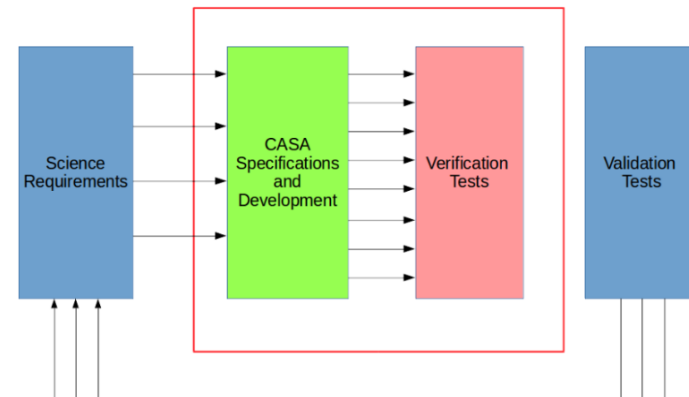 Science
Requirements
CASA
Specifications
and
Development
Verification
Tests
Validation
Tests